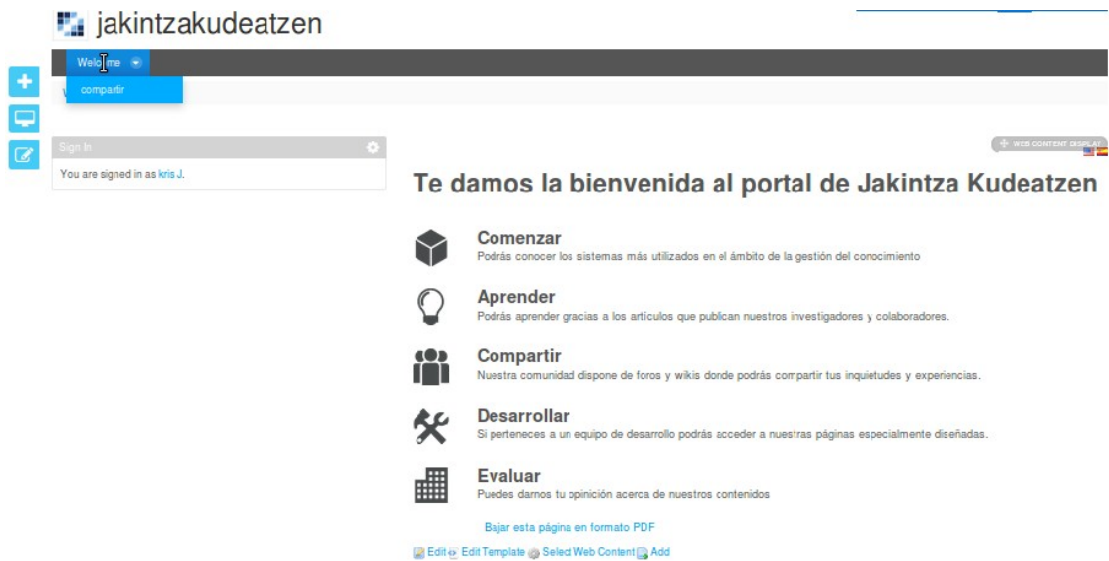 jakintzakudeatzen
Welcome
compartir
Sign In
WEB CONTENT DISPLAY
You are signed in as kris J.
Te damos la bienvenida al portal de Jakintza Kudeatzen
Comenzar
Podrás conocer los sistemas más utilizados en el ámbito de la gestión del conocimiento
Aprender
Podrás aprender gracias a los artículos que publican nuestros investigadores y colaboradores.
Compartir
Nuestra comunidad dispone de foros y wikis donde podrás compartir tus inquietudes y experiencias.
Desarrollar
Si perteneces a un equipo de desarrollo podrás acceder a nuestras páginas especialmente diseñadas.
Evaluar
Puedes darnos tu opinión acerca de nuestros contenidos
Bajar esta página en formato PDF
Edit Edit Template Select Web Content Add